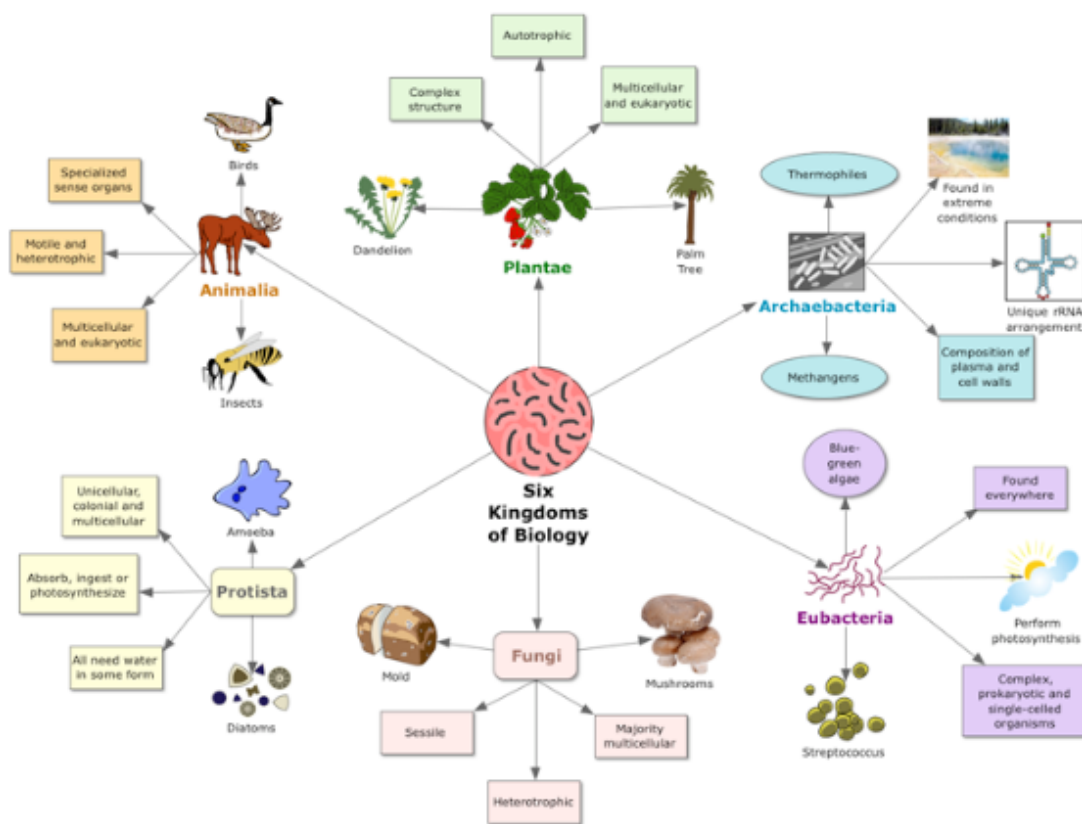 Autotrophic
Complex
structure
Multicellular
and eukaryotic
Birds
Specialized
sense organs
Motile and
heterotrophic
Multicellular
and eukaryotic
Animalia
Insects
Dandelion
Plantae
Palm
Tree
Thermophiles
Found in
extreme
conditions
Unique rRNA
arrangement
Archaebacteria
Methangens
Composition of
plasma and
cell walls
Six
Kingdoms
of Biology
Unicellular,
colonial and
multicellular
Amoeba
Absorb, ingest or
photosynthesize
Protista
All need water
in some form
Diatoms
Mold
Fungi
Mushrooms
Sessile
Majority
multicellular
Heterotrophic
Blue-
green
algae
Found
everywhere
Eubacteria
Perform
photosynthesis
Streptococcus
Complex,
prokaryotic and
single-celled
organisms